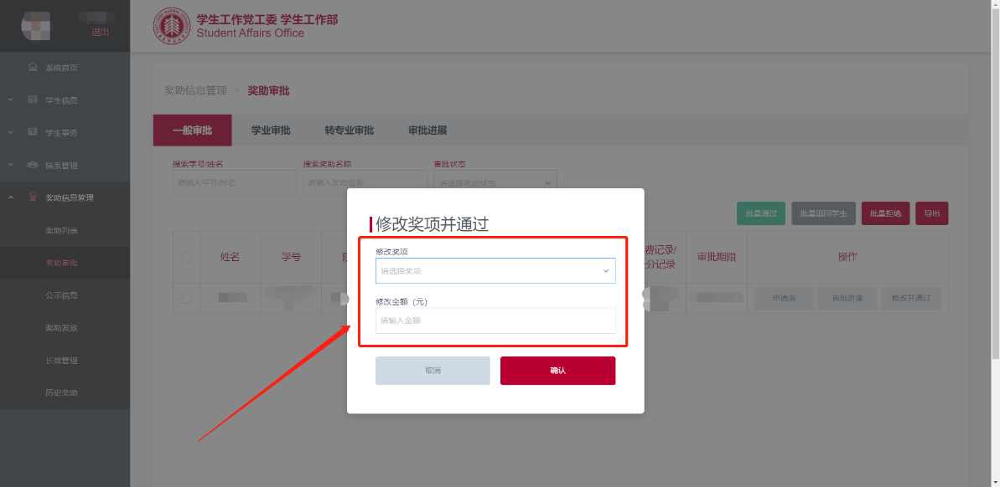 退出
学生工作党工委 学生工作部
Student Affairs Office
系统首页
学生信息
学生事务
院系管理
奖助信息管理
奖助列表
奖助审批
公示信息
奖助发放
长效管理
历史奖助
奖助信息管理 > 奖助审批
一般审批 学业审批 转专业审批 审批进展
搜索学号/姓名 搜索奖助名称 审批状态
请输入学号/姓名 请输入奖助名称 请选择奖助状态
批量通过 批量退回学生 批量拒绝 导出
姓名 学号 费记录/ 审批期限 操作
分记录
申请表 审批进度 修改并通过
修改奖项并通过
修改奖项
请选择奖项
修改金额（元）
请输入金额
取消 确认